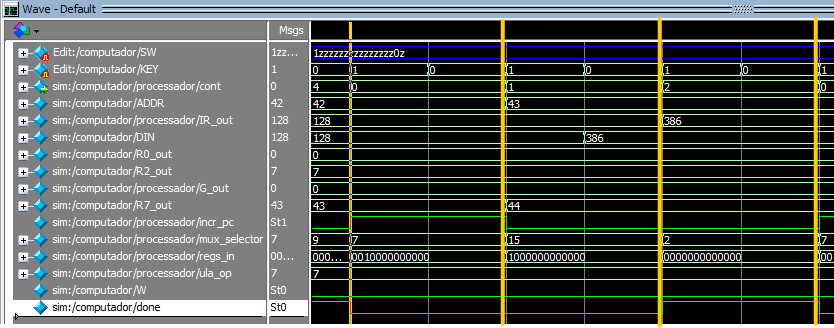 Wave - Default
Msgs
Edit:/computador/SW 1zz... 1zzzzzz zzzzzzzz0z
Edit:/computador/KEY 1 0 1 0 1 0 1 0 1
sim:/computador/processador/cont 0 4 0 1 2 0
sim:/computador/ADDR 42 42 43
sim:/computador/processador/IR_out 128 128 386
sim:/computador/DIN 128 128 386
sim:/computador/R0_out 0 0
sim:/computador/R2_out 7 7
sim:/computador/processador/G_out 0 0
sim:/computador/R7_out 43 43 44
sim:/computador/processador/incr_pc St1
sim:/computador/processador/mux_selector 7 9 7 15 2 7
sim:/computador/processador/regs_in 00... 000... 0010000000000 1000000000000 0000000000000 00
sim:/computador/processador/ula_op 7 7
sim:/computador/W St0
sim:/computador/done St0